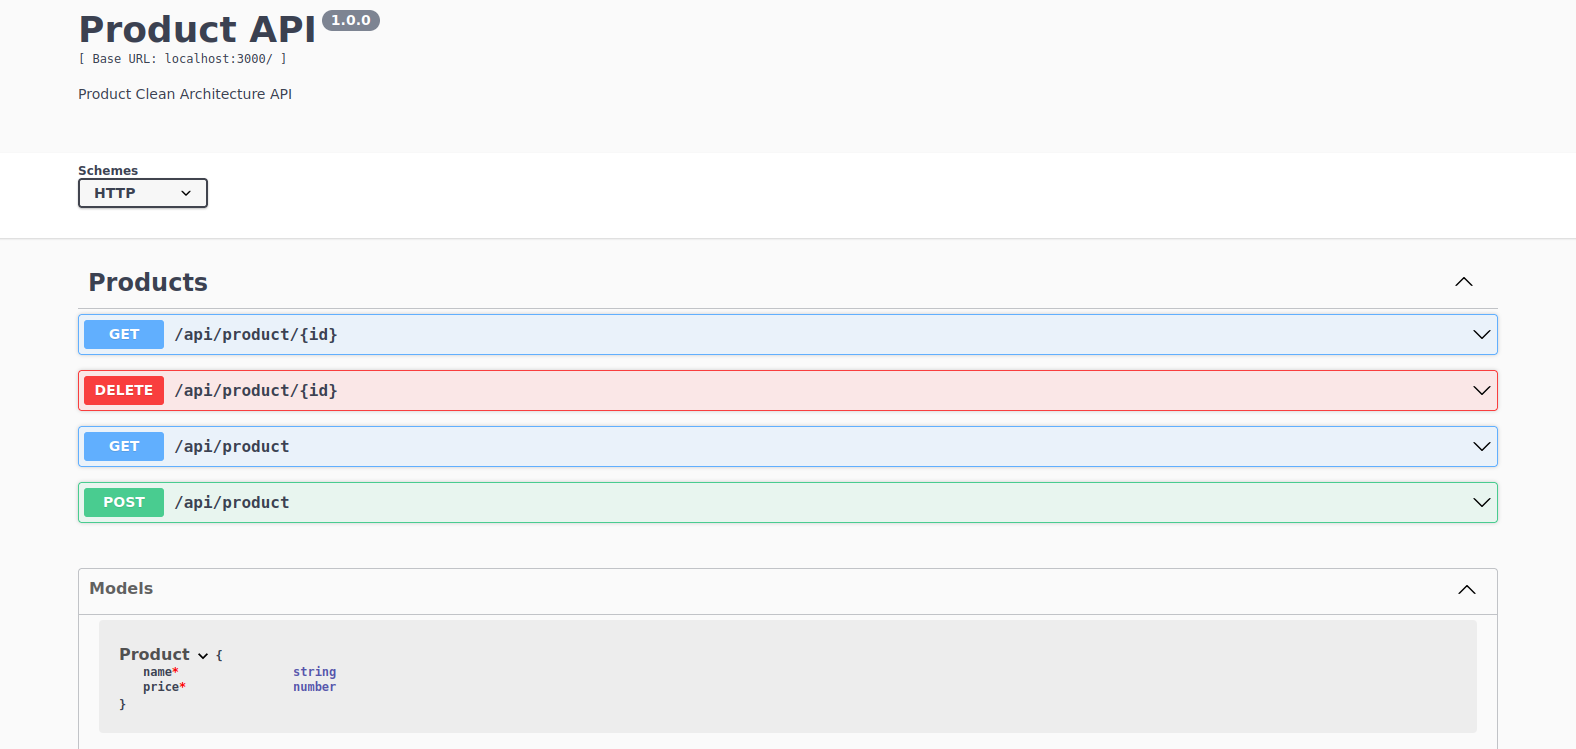 Product API 1.0.0
[ Base URL: localhost:3000/ ]
Product Clean Architecture API
Schemes
HTTP
Products
GET /api/product/{id}
DELETE /api/product/{id}
GET /api/product
POST /api/product
Models
Product {
name* string
price* number
}